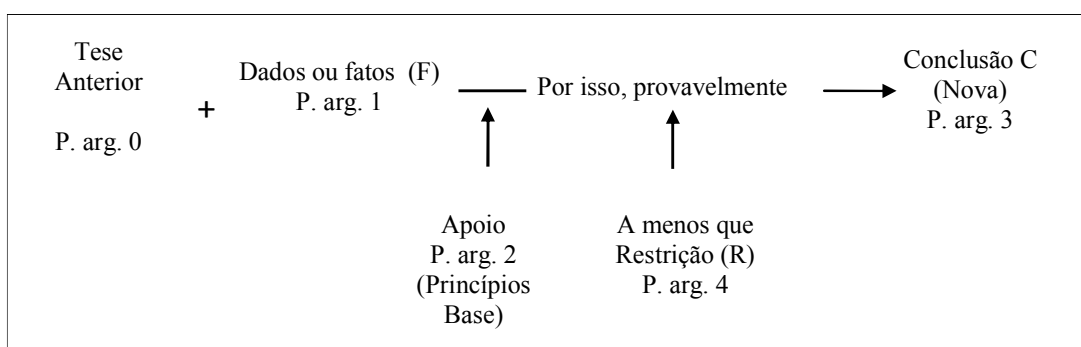 Tese
Anterior
P. arg. 0
+
Dados ou fatos (F)
P. arg. 1
Por isso, provavelmente
Conclusão C
(Nova)
P. arg. 3
Apoio
P. arg. 2
(Princípios
Base)
A menos que
Restrição (R)
P. arg. 4